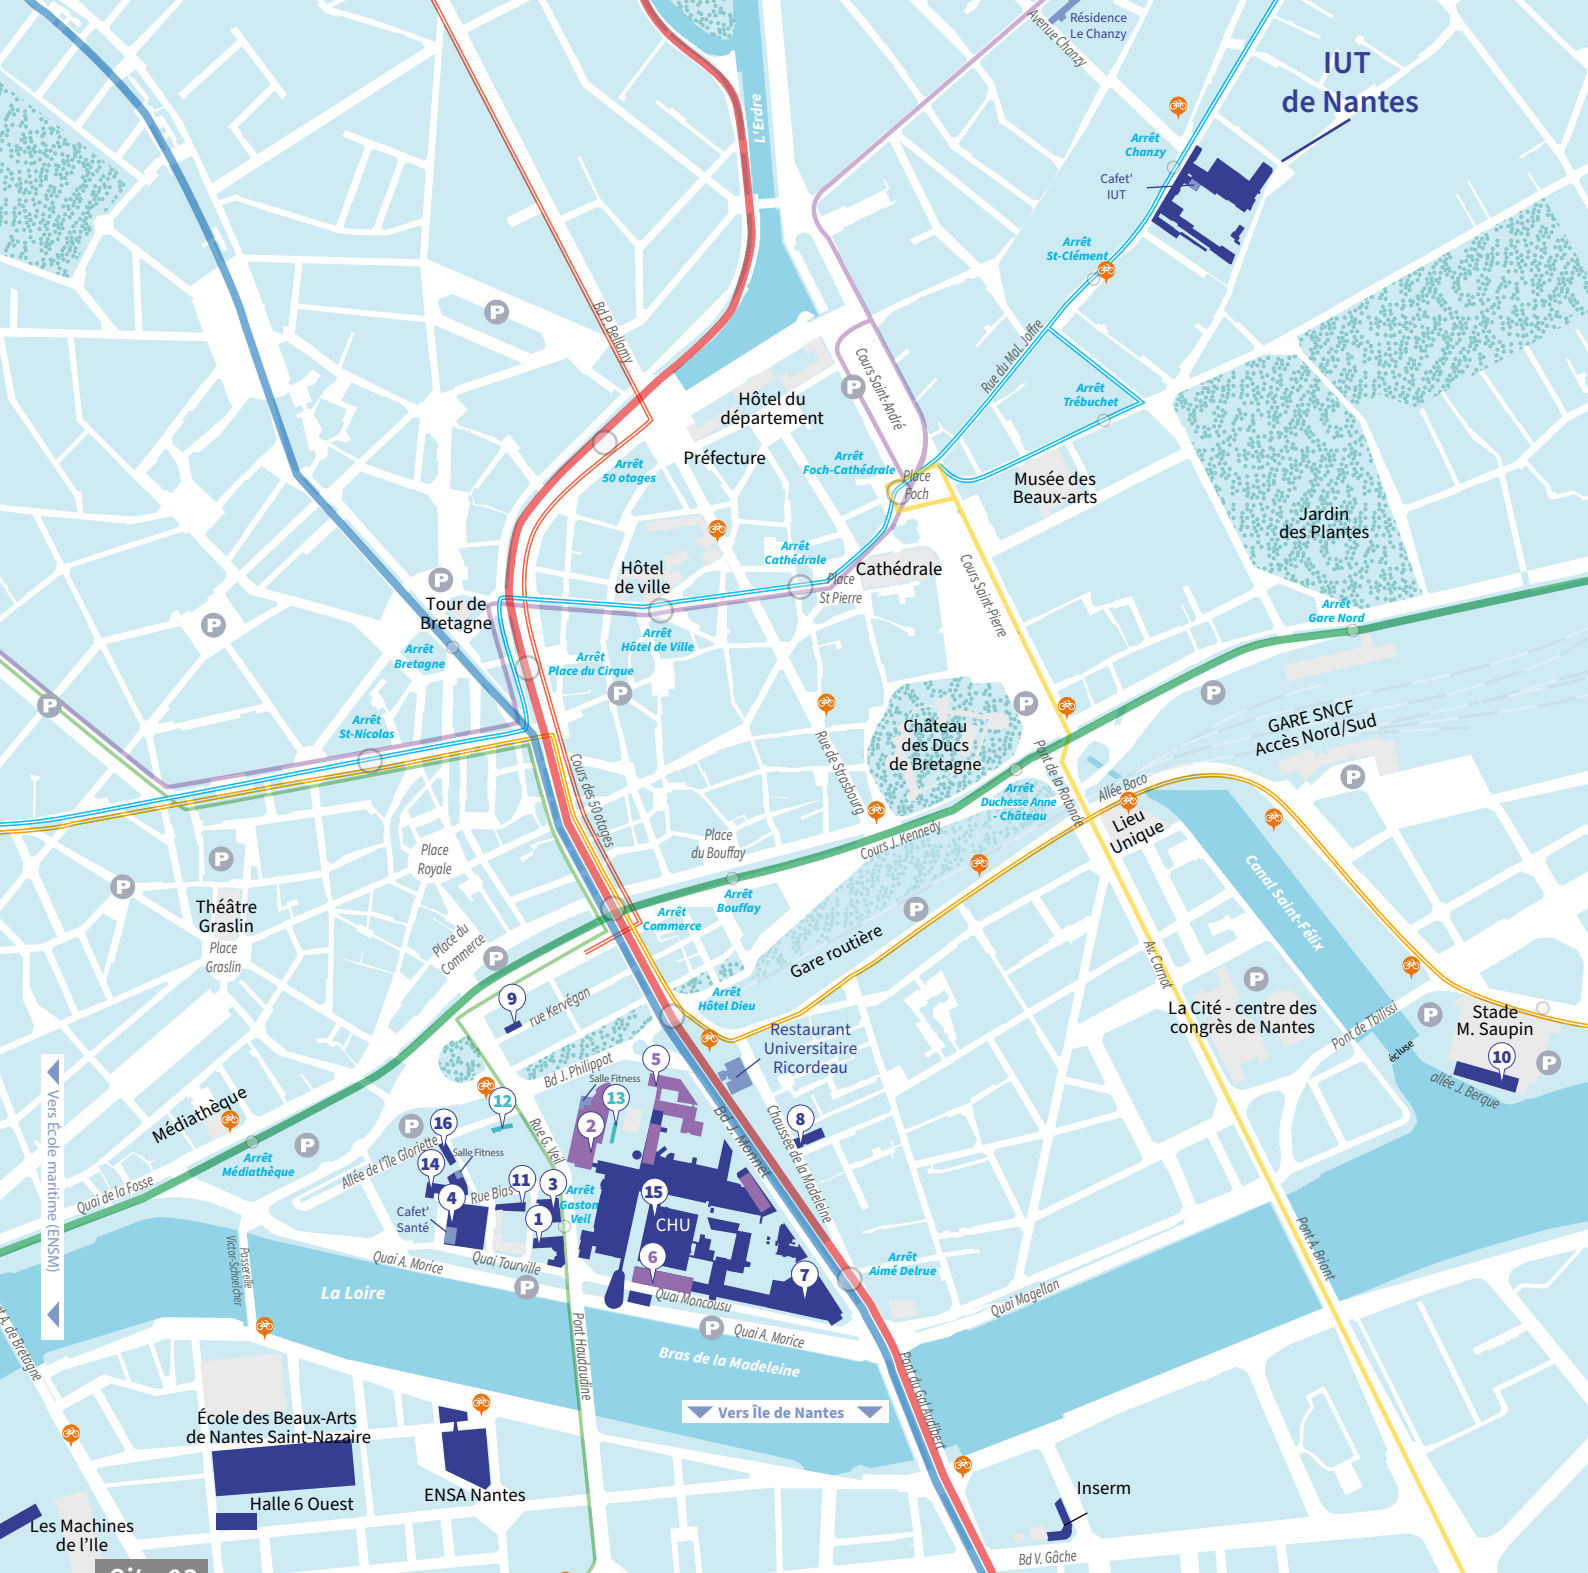 Résidence
Le Chanzy
Avenue Chanzy
IUT
de Nantes
L'Erdre
Arrêt
Chanzy
Cafet'
IUT
Arrêt
St-Clément
Bd P. Bellamy
P
Rue du Mal. Joffre
Cours Saint-André
P
Arrêt
Trébuchet
Hôtel du
département
Préfecture
Arrêt
50 otages
Arrêt
Foch-Cathédrale
Place
Foch
Musée des
Beaux-arts
Jardin
des Plantes
Arrêt
Cathédrale
Cathédrale
Hôtel
de ville
Place
St Pierre
Cours Saint-Pierre
P
Tour de
Bretagne
P
Arrêt
Hôtel de Ville
Arrêt
Gare Nord
Arrêt
Bretagne
Arrêt
Place du Cirque
P
P
P
P
Arrêt
St-Nicolas
GARE SNCF
Accès Nord/Sud
P
Château
des Ducs
de Bretagne
Rue de Strasbourg
Pont de la Rotonde
Cours des 50 otages
Arrêt
Duchesse Anne
- Château
Allée Baco
Lieu
Unique
Place
du Bouffay
Cours J. Kennedy
Place
Royale
P
P
Canal Saint-Félix
Théâtre
Graslin
Place
Graslin
Arrêt
Bouffay
Arrêt
Commerce
P
Place du
Commerce
P
Gare routière
Av. Carnot
P
9
rue Kervégan
Arrêt
Hôtel Dieu
La Cité - centre des
congrès de Nantes
Pont de Tbilissi
P
Stade
M. Saupin
écluse
10
P
allée J. Berque
Restaurant
Universitaire
Ricordeau
5
Bd J. Philippot
Salle Fitness
13
12
2
Rue G. Veil
Bd J. Monnet
Chaussée de la Madeleine
8
Vers École maritime (ENSM)
Médiathèque
Arrêt
Médiathèque
P
P
16
Allée de l'île Gloriette
Salle Fitness
14
Quai de la Fosse
4
Rue Bias
11
3
Arrêt
Gaston
Veil
15
CHU
Cafet'
Santé
1
6
7
Passerelle
Victor-Schoelcher
Quai A. Morice
Quai Tourville
P
La Loire
Quai Moncousu
Arrêt
Aimé Delrue
Quai Magellan
Pont A. Briant
P
Quai A. Morice
Pont Haudaudine
Bras de la Madeleine
Pont du Gal Audibert
Vers Île de Nantes
A. de Bretagne
École des Beaux-Arts
de Nantes Saint-Nazaire
Halle 6 Ouest
ENSA Nantes
Inserm
Les Machines
de l'Ile
Bd V. Gâche